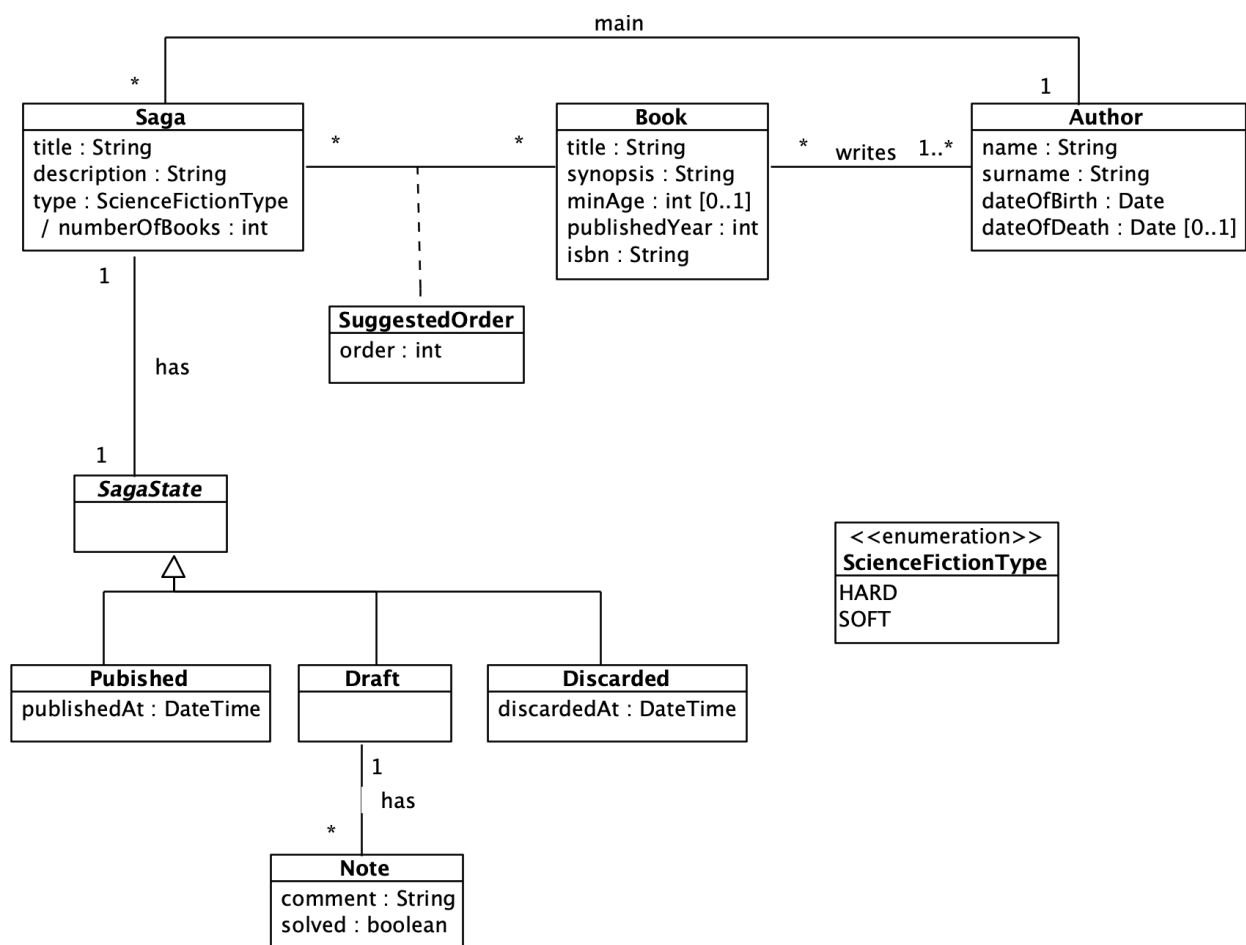 main
*
1
Saga
title : String
description : String
type : ScienceFictionType
/ numberOfBooks : int
*
*
Book
title : String
synopsis : String
minAge : int [0..1]
publishedYear : int
isbn : String
*
writes
1..*
Author
name : String
surname : String
dateOfBirth : Date
dateOfDeath : Date [0..1]
SuggestedOrder
order : int
1
has
1
SagaState
<<enumeration>>
ScienceFictionType
HARD
SOFT
Pubished
publishedAt : DateTime
Draft
Discarded
discardedAt : DateTime
1
has
*
Note
comment : String
solved : boolean